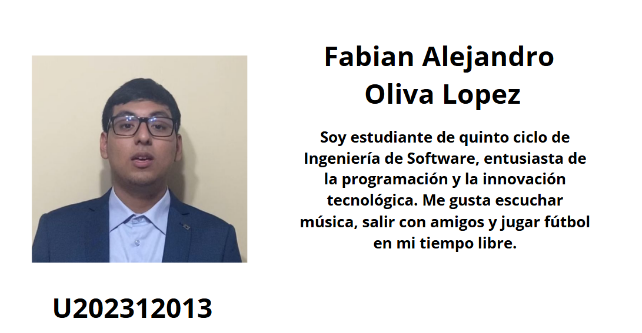 Fabian Alejandro
Oliva Lopez
Soy estudiante de quinto ciclo de
Ingeniería de Software, entusiasta de
la programación y la innovación
tecnológica. Me gusta escuchar
música, salir con amigos y jugar fútbol
en mi tiempo libre.
U202312013